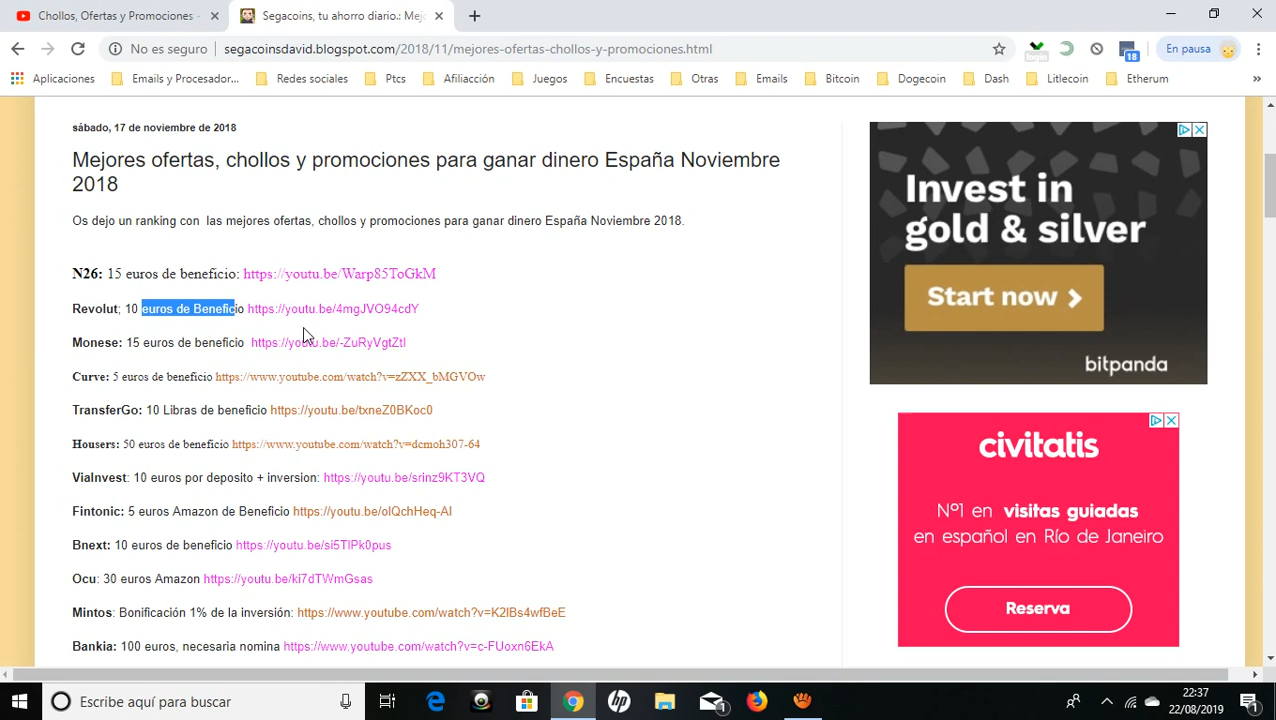 Chollos, Ofertas y Promociones -
Segacoins, tu ahorro diario.: Mej
No es seguro
segacoinsdavid.blogspot.com/2018/11/mejores-ofertas-chollos-y-promociones.html
18
En pausa
Aplicaciones
Emails y Procesador...
Redes sociales
Ptcs
Afiliacción
Juegos
Encuestas
Otras
Emails
Bitcoin
Dogecoin
Dash
Litlecoin
Etherum
»
sábado, 17 de noviembre de 2018
Mejores ofertas, chollos y promociones para ganar dinero España Noviembre
2018
Os dejo un ranking con las mejores ofertas, chollos y promociones para ganar dinero España Noviembre 2018.
N26: 15 euros de beneficio: https://youtu.be/Warp85ToGkM
Revolut; 10 euros de Beneficio https://youtu.be/4mgJVO94cdY
Monese: 15 euros de beneficio https://youtu.be/-ZuRyVgtZtI
Curve: 5 euros de beneficio https://www.youtube.com/watch?v=zZXX_bMGVOw
TransferGo: 10 Libras de beneficio https://youtu.be/txneZ0BKoc0
Housers: 50 euros de beneficio https://www.youtube.com/watch?v=dcmoh307-64
ViaInvest: 10 euros por deposito + inversion: https://youtu.be/srinz9KT3VQ
Fintonic: 5 euros Amazon de Beneficio https://youtu.be/olQchHeq-AI
Bnext: 10 euros de beneficio https://youtu.be/si5TlPk0pus
Ocu: 30 euros Amazon https://youtu.be/ki7dTWmGsas
Mintos: Bonificación 1% de la inversión: https://www.youtube.com/watch?v=K2IBs4wfBeE
Bankia: 100 euros, necesaria nomina https://www.youtube.com/watch?v=c-FUoxn6EkA
Invest in
gold & silver
Start now
bitpanda
civitatis
Nº1 en visitas guiadas
en español en Río de Janeiro
Reserva
Escribe aquí para buscar
hp
1
22:37
22/08/2019
1